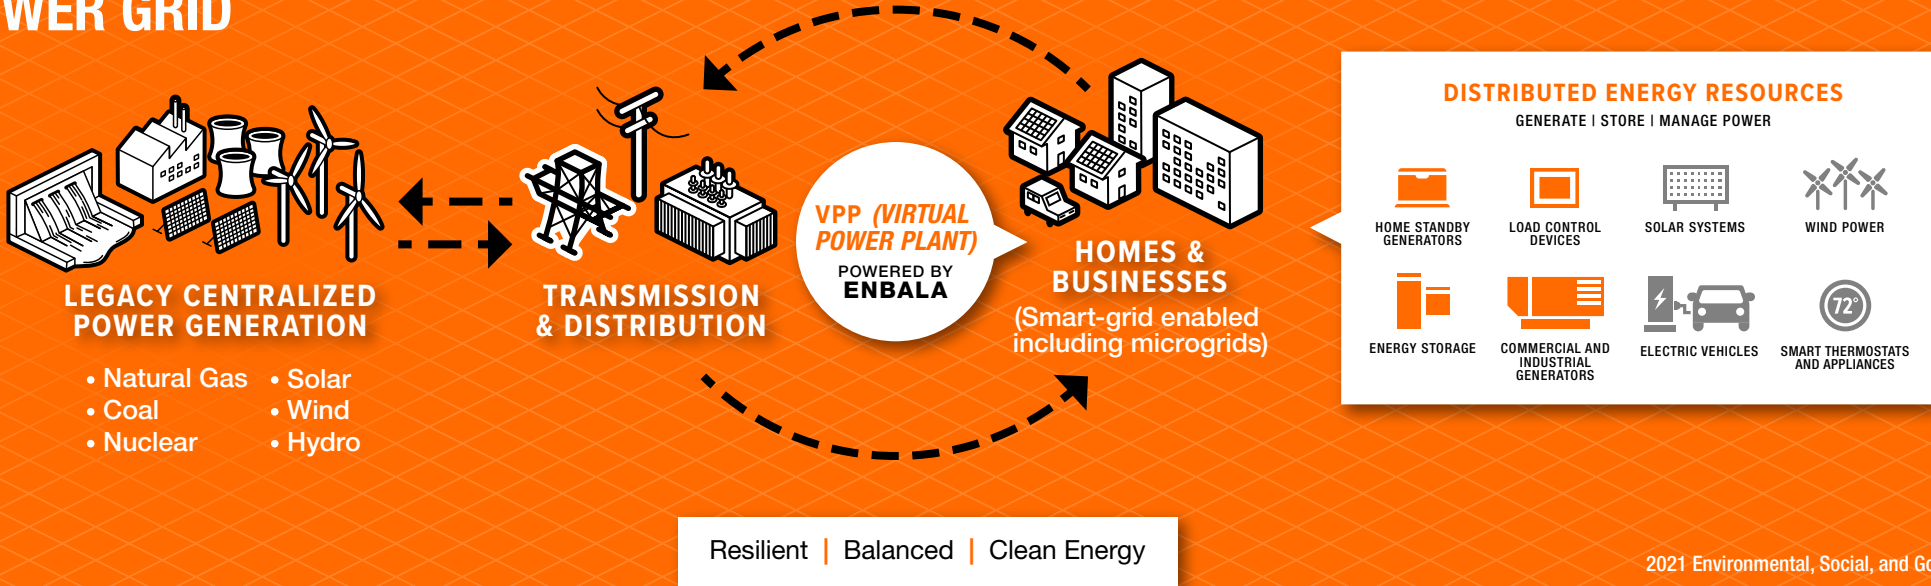 WER GRID
LEGACY CENTRALIZED
POWER GENERATION
• Natural Gas
• Coal
• Nuclear
• Solar
• Wind
• Hydro
TRANSMISSION
& DISTRIBUTION
VPP (VIRTUAL
POWER PLANT)
POWERED BY
ENBALA
HOMES &
BUSINESSES
(Smart-grid enabled
including microgrids)
DISTRIBUTED ENERGY RESOURCES
GENERATE | STORE | MANAGE POWER
HOME STANDBY
GENERATORS
LOAD CONTROL
DEVICES
SOLAR SYSTEMS
WIND POWER
ENERGY STORAGE
COMMERCIAL AND
INDUSTRIAL
GENERATORS
ELECTRIC VEHICLES
72°
SMART THERMOSTATS
AND APPLIANCES
Resilient | Balanced | Clean Energy
2021 Environmental, Social, and Go